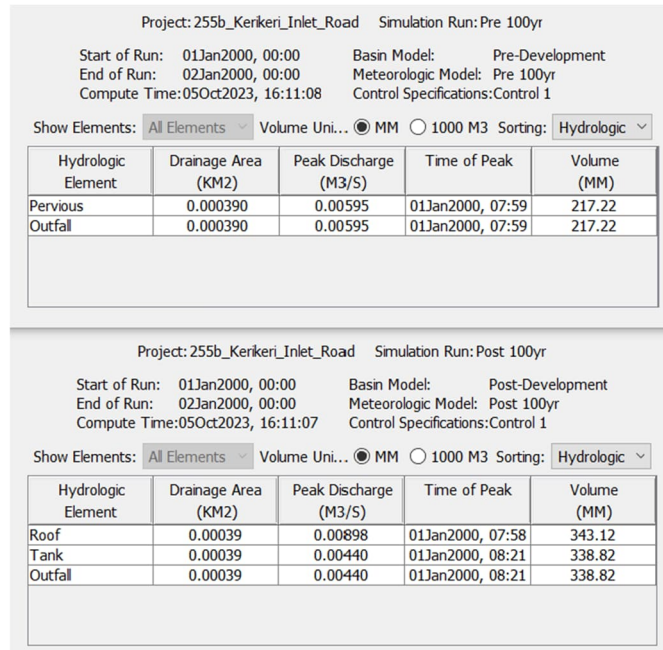 Project: 255b_Kerikeri_Inlet_Road Simulation Run: Pre 100yr
Start of Run: 01Jan2000, 00:00 Basin Model: Pre-Development
End of Run: 02Jan2000, 00:00 Meteorologic Model: Pre 100yr
Compute Time:05Oct2023, 16:11:08 Control Specifications:Control 1
Show Elements: All Elements Volume Uni... MM 1000 M3 Sorting: Hydrologic
Hydrologic Drainage Area Peak Discharge Time of Peak Volume
Element (KM2) (M3/S) (MM)
Pervious 0.000390 0.00595 01Jan2000, 07:59 217.22
Outfall 0.000390 0.00595 01Jan2000, 07:59 217.22
Project: 255b_Kerikeri_Inlet_Road Simulation Run: Post 100yr
Start of Run: 01Jan2000, 00:00 Basin Model: Post-Development
End of Run: 02Jan2000, 00:00 Meteorologic Model: Post 100yr
Compute Time:05Oct2023, 16:11:07 Control Specifications:Control 1
Show Elements: All Elements Volume Uni... MM 1000 M3 Sorting: Hydrologic
Hydrologic Drainage Area Peak Discharge Time of Peak Volume
Element (KM2) (M3/S) (MM)
Roof 0.00039 0.00898 01Jan2000, 07:58 343.12
Tank 0.00039 0.00440 01Jan2000, 08:21 338.82
Outfall 0.00039 0.00440 01Jan2000, 08:21 338.82